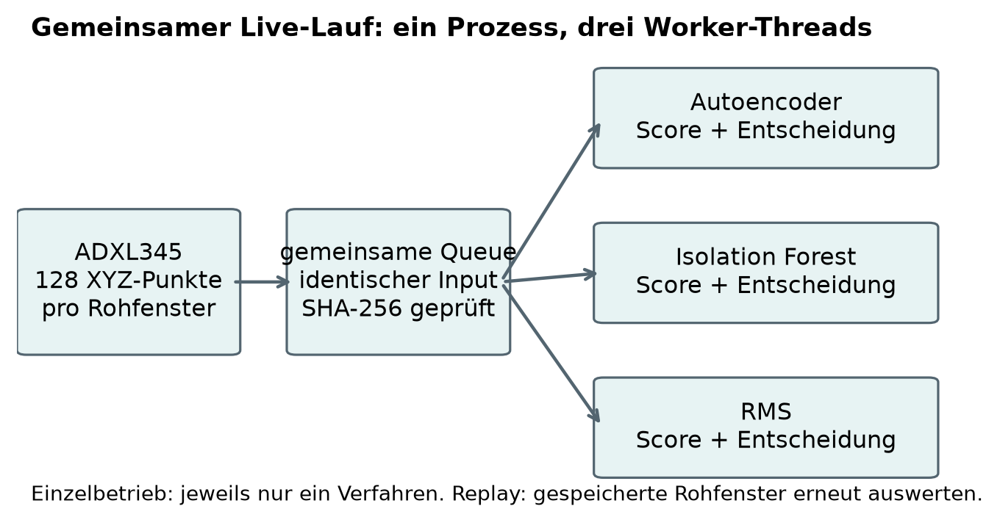 Gemeinsamer Live-Lauf: ein Prozess, drei Worker-Threads
ADXL345
128 XYZ-Punkte
pro Rohfenster
gemeinsame Queue
identischer Input
SHA-256 geprüft
Autoencoder
Score + Entscheidung
Isolation Forest
Score + Entscheidung
RMS
Score + Entscheidung
Einzelbetrieb: jeweils nur ein Verfahren. Replay: gespeicherte Rohfenster erneut auswerten.